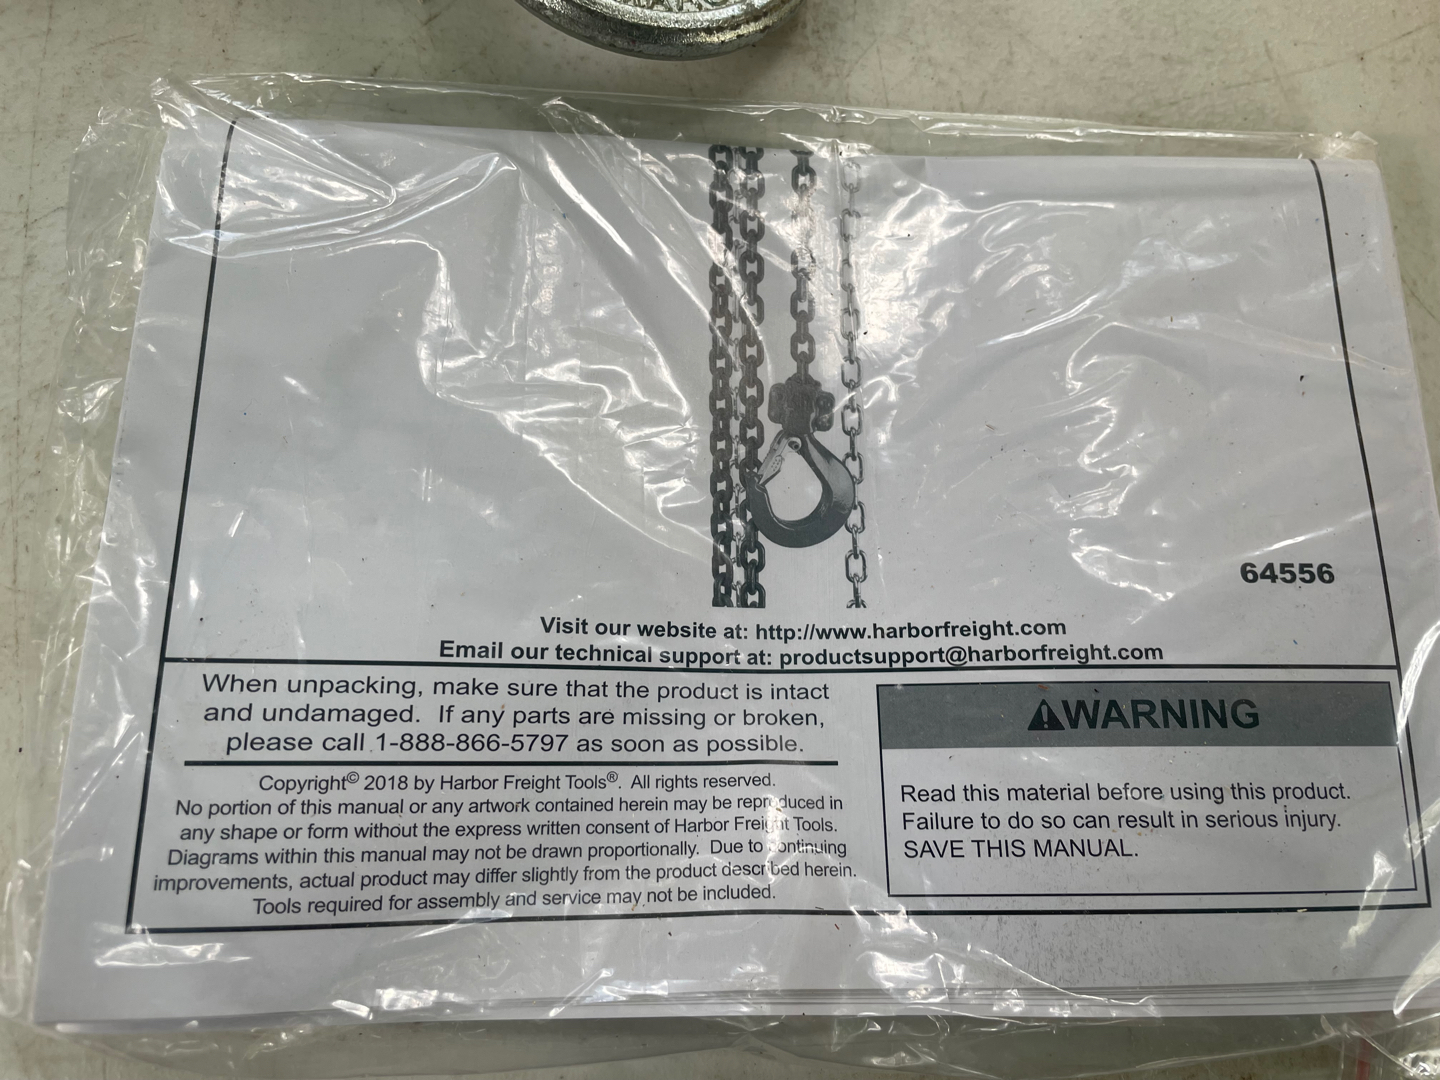 64556
Visit our website at: http://www.harborfreight.com
Email our technical support at: productsupport@harborfreight.com
When unpacking, make sure that the product is intact
and undamaged. If any parts are missing or broken,
please call 1-888-866-5797 as soon as possible.
Copyright© 2018 by Harbor Freight Tools®. All rights reserved.
No portion of this manual or any artwork contained herein may be reproduced in
any shape or form without the express written consent of Harbor Freight Tools.
Diagrams within this manual may not be drawn proportionally. Due to continuing
improvements, actual product may differ slightly from the product described herein.
Tools required for assembly and service may not be included.
⚠WARNING
Read this material before using this product.
Failure to do so can result in serious injury.
SAVE THIS MANUAL.